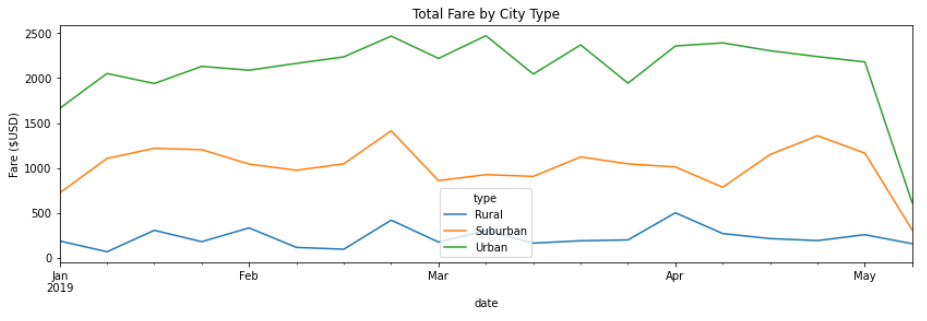 Total Fare by City Type
2500
2000
1500
1000
500
0
Fare ($USD)
type
Rural
Suburban
Urban
Jan
2019
Feb
Mar
Apr
May
date